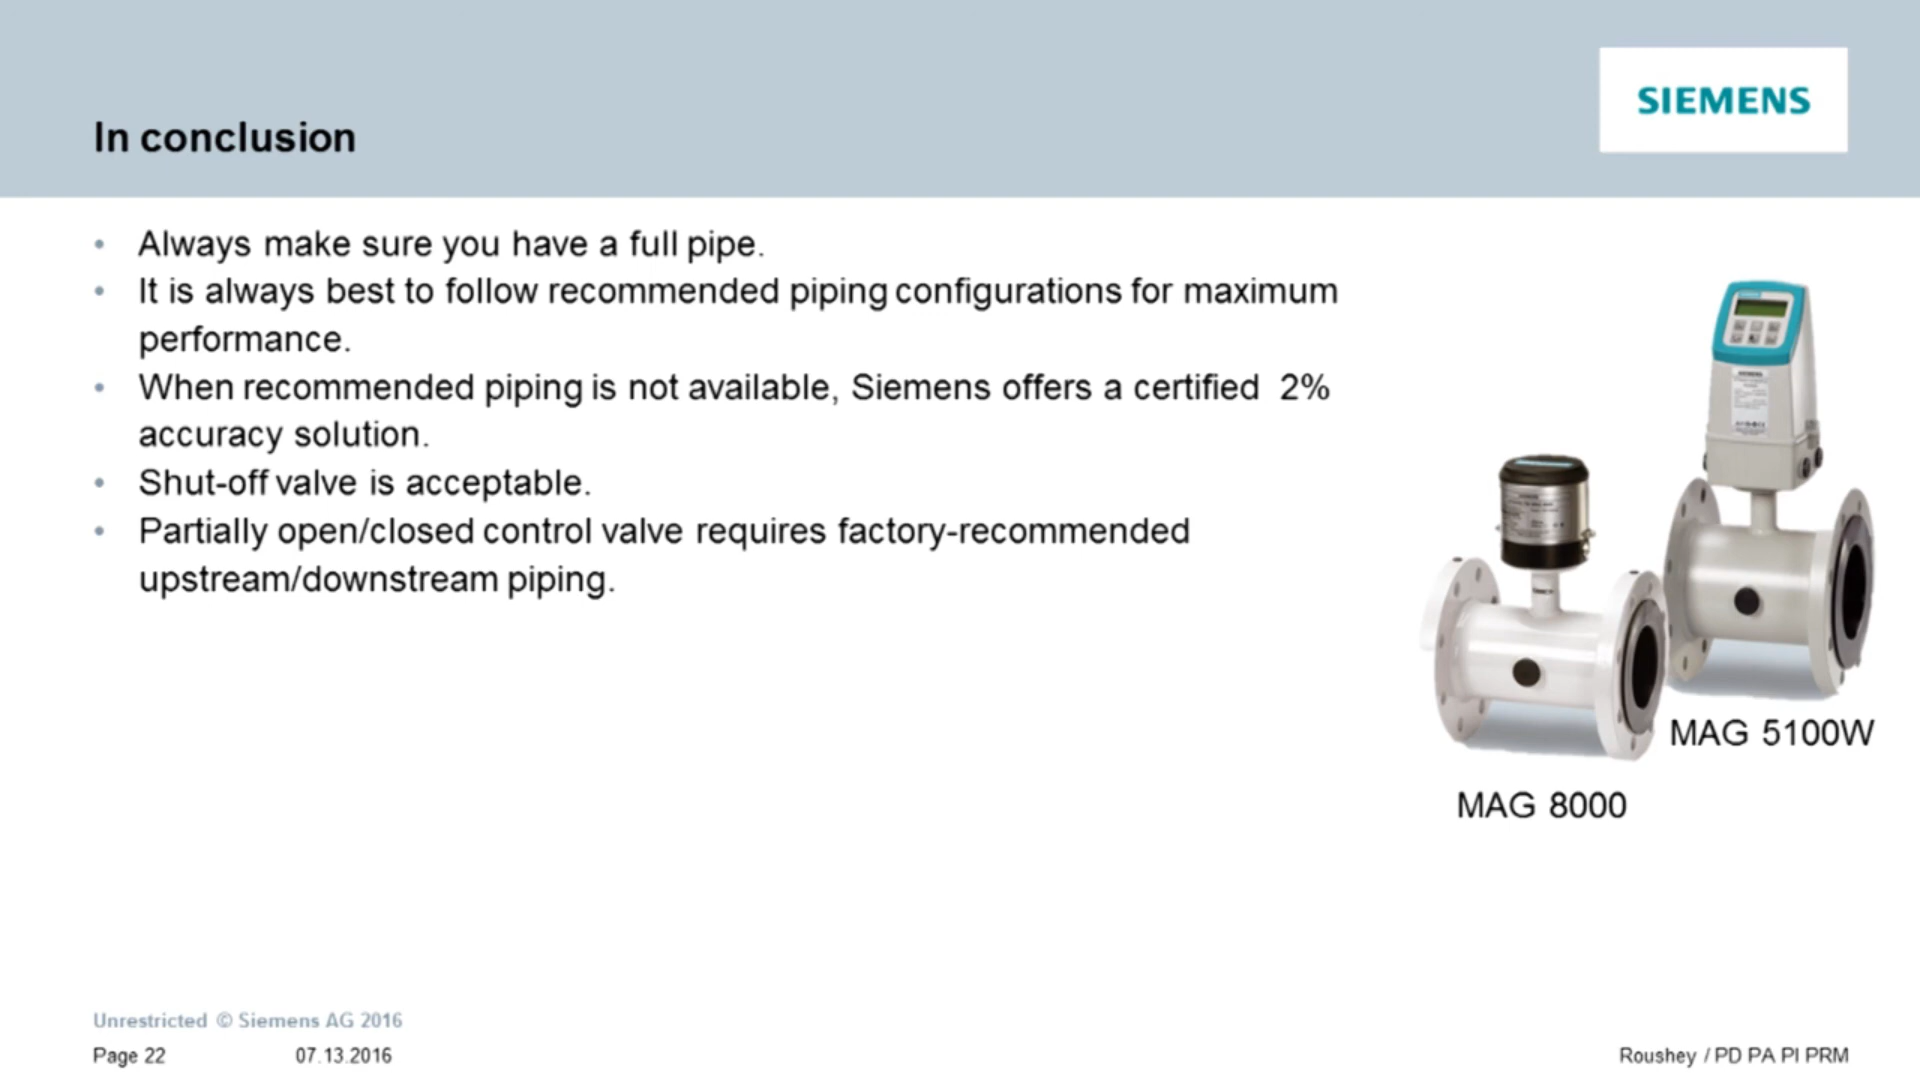 SIEMENS
In conclusion
• Always make sure you have a full pipe.
• It is always best to follow recommended piping configurations for maximum
performance.
• When recommended piping is not available, Siemens offers a certified 2%
accuracy solution.
• Shut-off valve is acceptable.
• Partially open/closed control valve requires factory-recommended
upstream/downstream piping.
MAG 5100W
MAG 8000
Unrestricted © Siemens AG 2016
Page 22 07.13.2016 Roushey / PD PA PI PRM